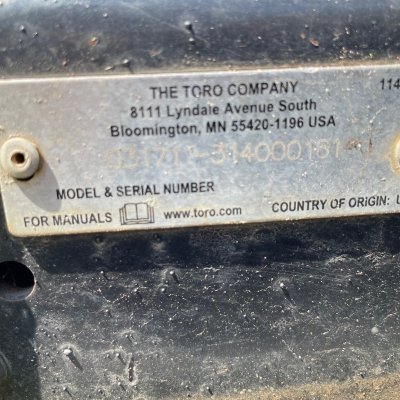 THE TORO COMPANY
114
8111 Lyndale Avenue South
Bloomington, MN 55420-1196 USA
MODEL & SERIAL NUMBER
FOR MANUALS www.toro.com
COUNTRY OF ORIGIN: U